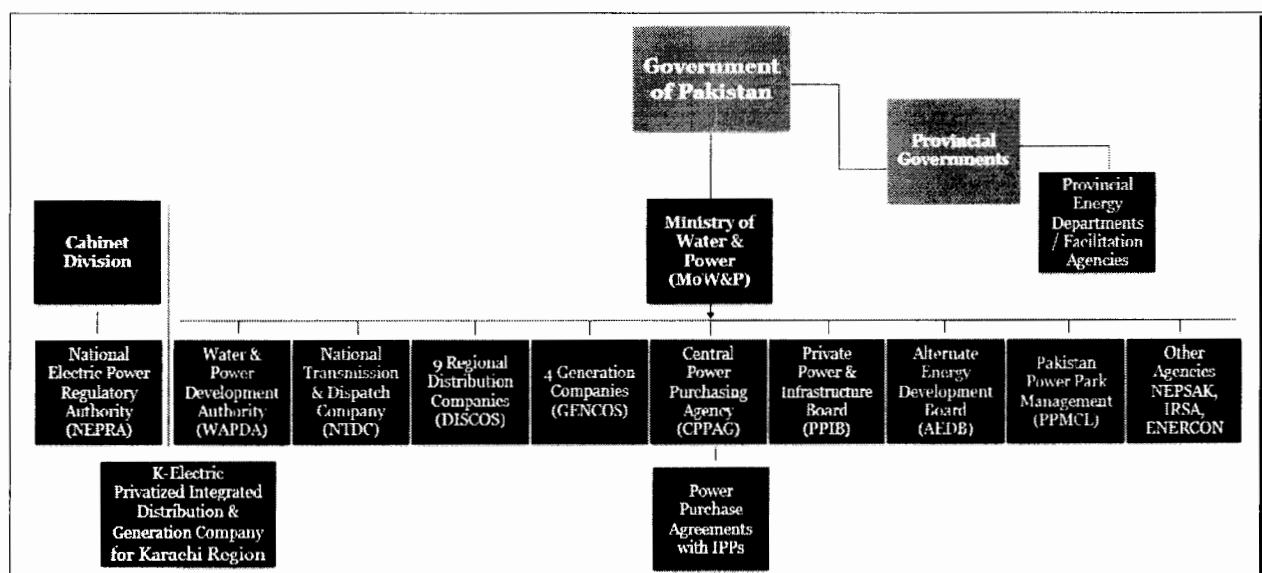 Government
of Pakistan
Provincial
Governments
Provincial
Energy
Departments
/ Facilitation
Agencies
Cabinet
Division
Ministry of
Water &
Power
(MoW&P)
National
Electric Power
Regulatory
Authority
(NEPRA)
Water &
Power
Development
Authority
(WAPDA)
National
Transmission
& Dispatch
Company
(NTDC)
9 Regional
Distribution
Companies
(DISCOS)
4 Generation
Companies
(GENCOS)
Central
Power
Purchasing
Agency
(CPPAG)
Private
Power &
Infrastructure
Board
(PPIB)
Alternate
Energy
Development
Board
(AEDB)
Pakistan
Power Park
Management
(PPMCL)
Other
Agencies
NEPSAK,
IRSA,
ENERCON
K-Electric
Privatized Integrated
Distribution &
Generation Company
for Karachi Region
Power
Purchase
Agreements
with IPPs